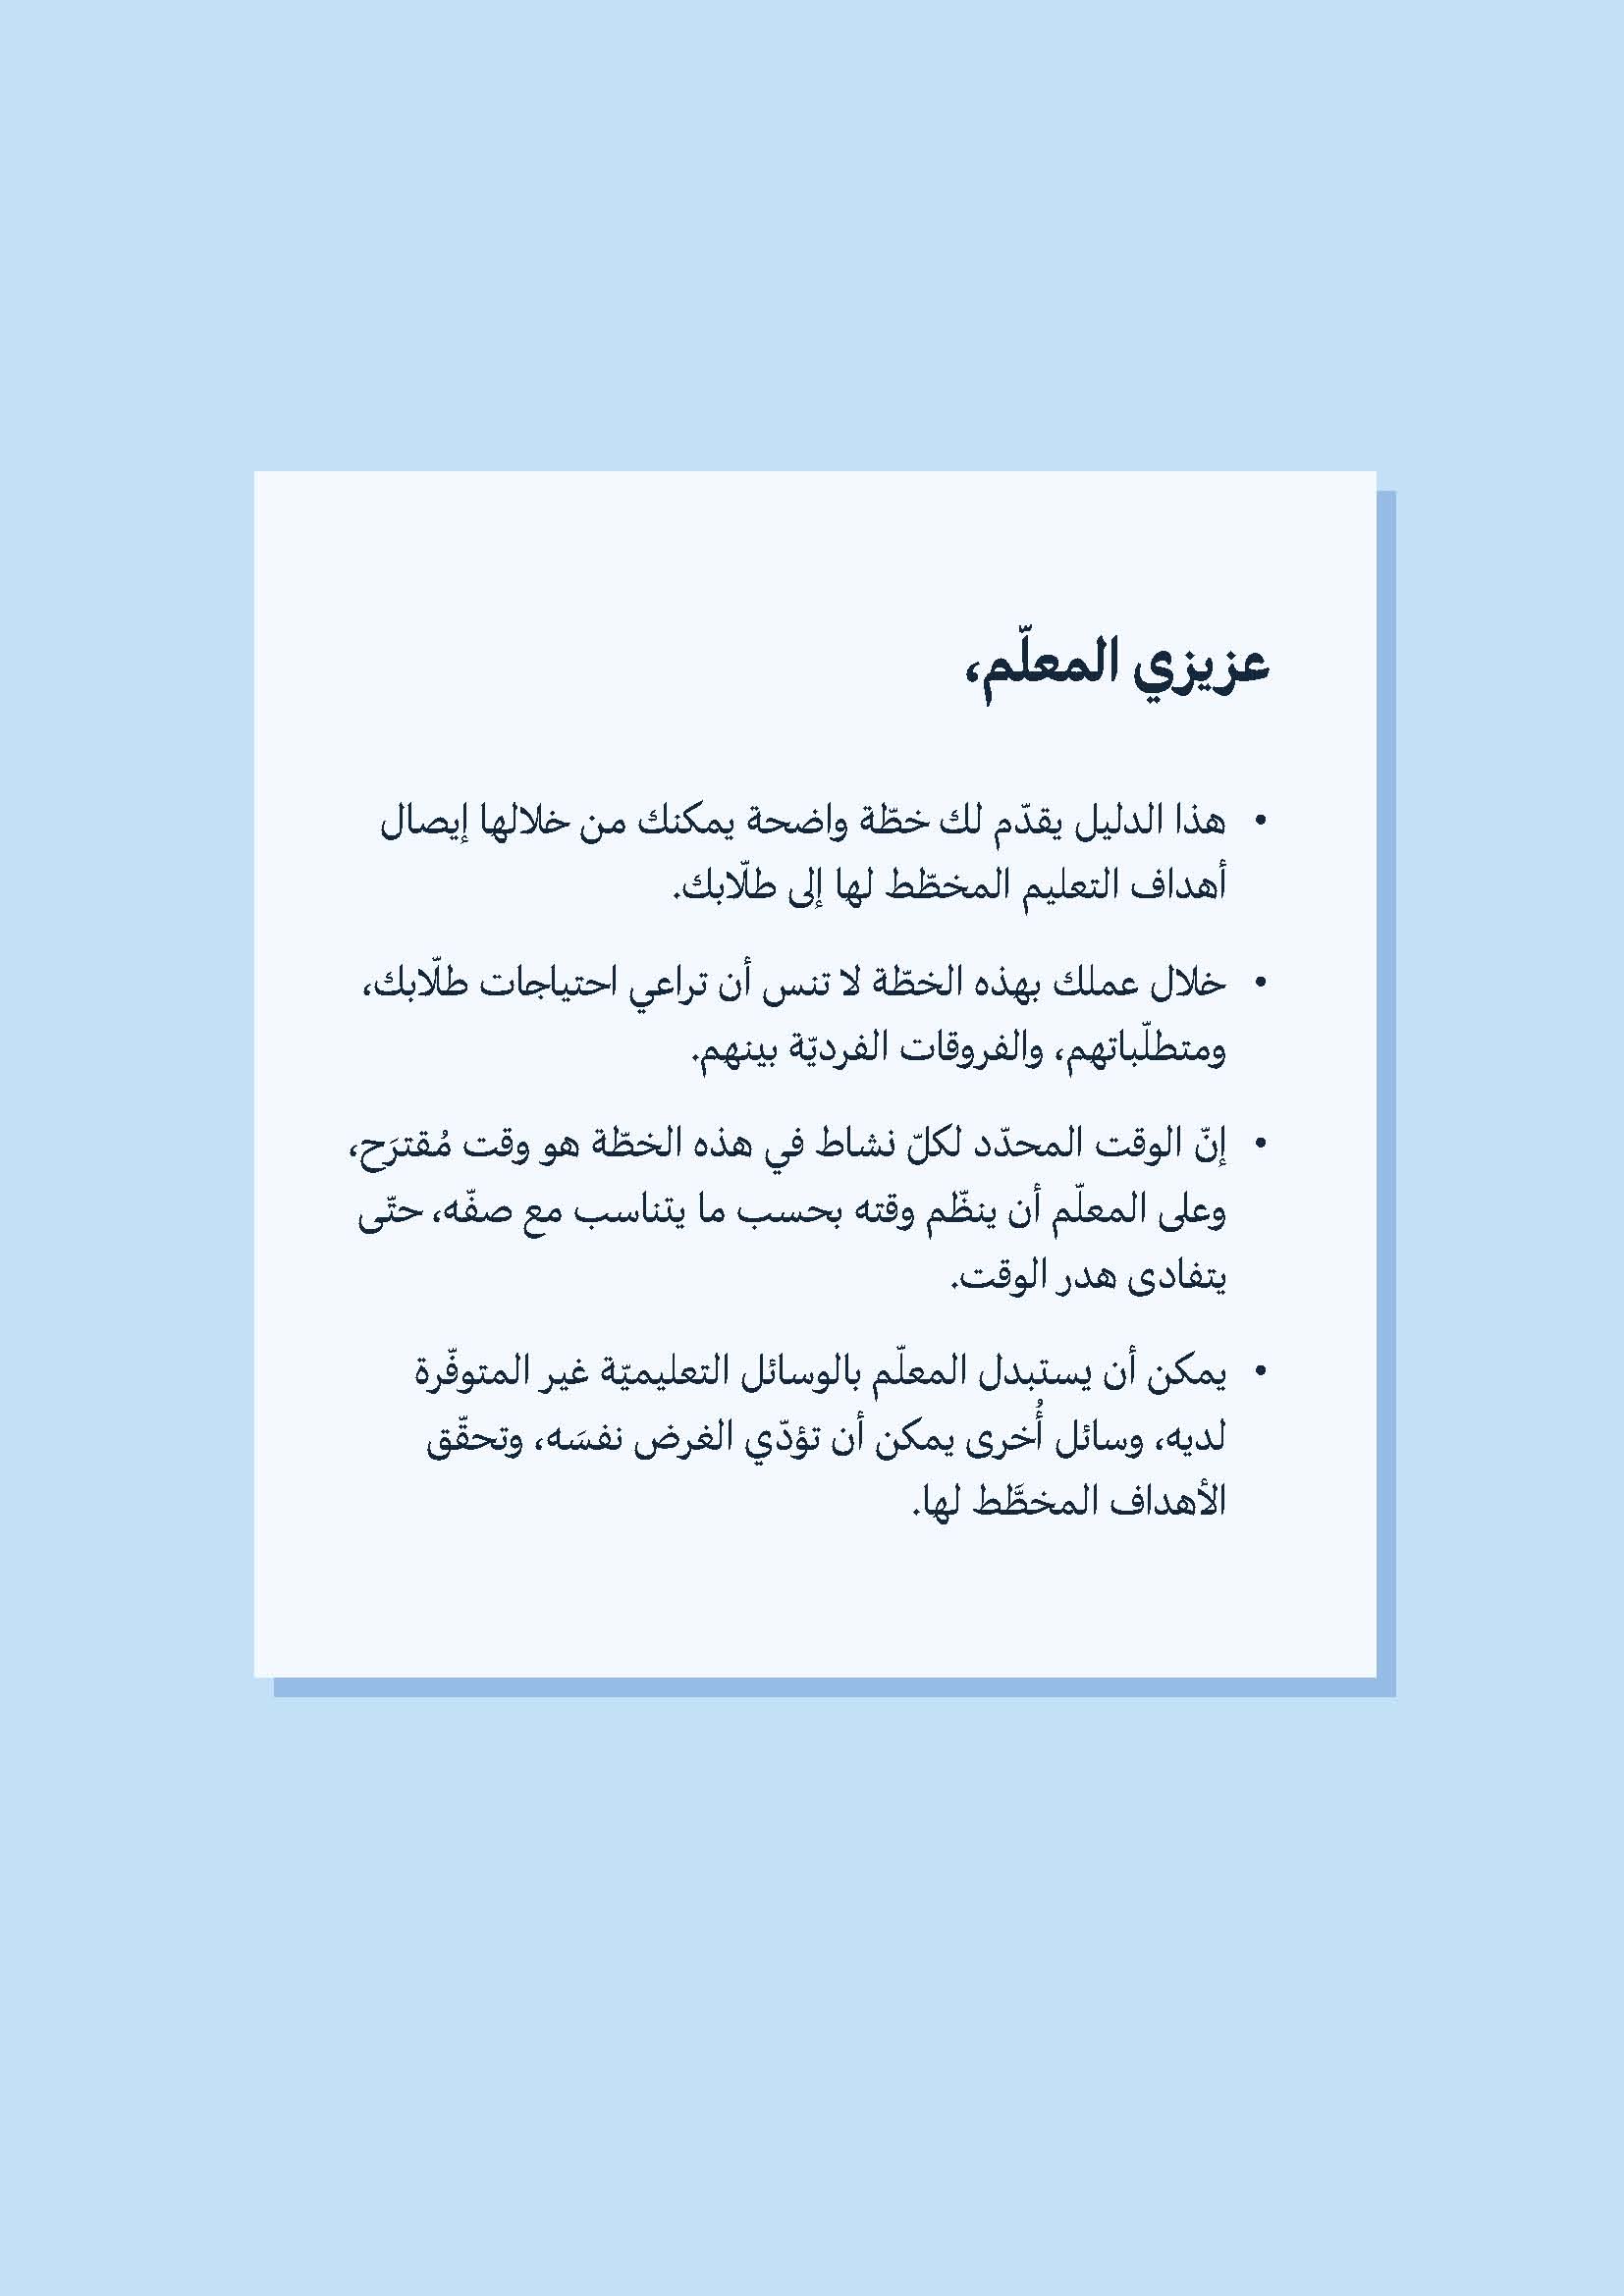 عزيزي المعلّم،
• هذا الدليل يقدّم لك خطّة واضحة يمكنك من خلالها إيصال
أهداف التعليم المخطّط لها إلى طلّابك.
• خلال عملك بهذه الخطّة لا تنس أن تراعي احتياجات طلّابك،
ومتطلّباتهم، والفروقات الفرديّة بينهم.
• إنّ الوقت المحدّد لكلّ نشاط في هذه الخطّة هو وقت مُقترَح،
وعلى المعلّم أن ينظّم وقته بحسب ما يتناسب مع صفّه، حتّى
يتفادى هدر الوقت.
• يمكن أن يستبدل المعلّم بالوسائل التعليميّة غير المتوفّرة
لديه، وسائل أُخرى يمكن أن تؤدّي الغرض نفسَه، وتحقّق
الأهداف المخطَّط لها.